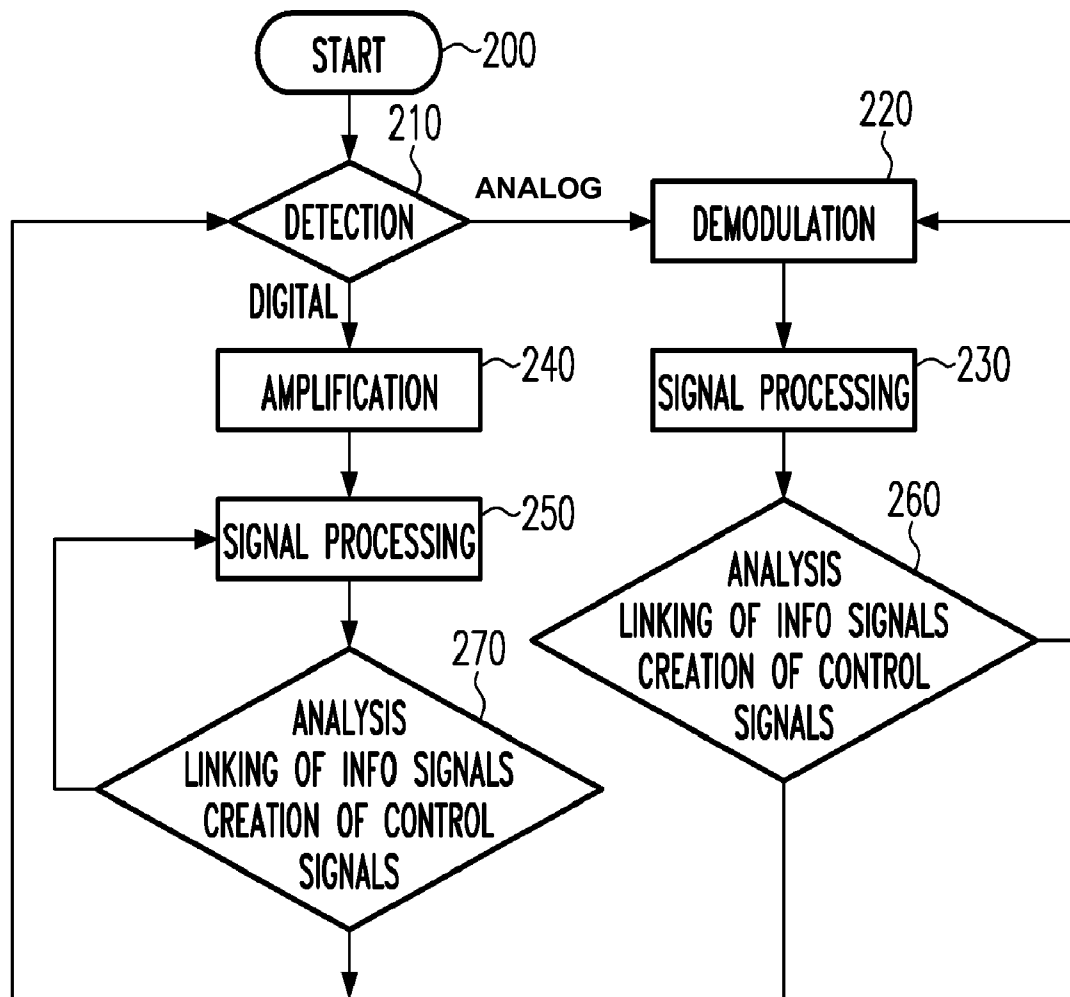 START
200
210
DETECTION
ANALOG
220
DEMODULATION
DIGITAL
AMPLIFICATION
240
SIGNAL PROCESSING
230
SIGNAL PROCESSING
250
260
ANALYSIS
LINKING OF INFO SIGNALS
CREATION OF CONTROL
SIGNALS
270
ANALYSIS
LINKING OF INFO SIGNALS
CREATION OF CONTROL
SIGNALS